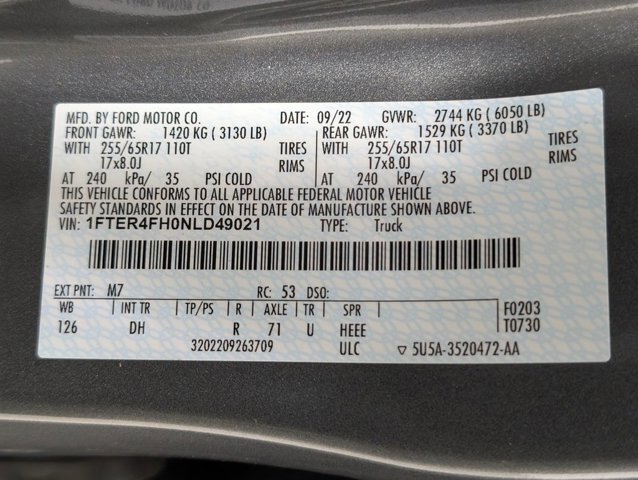 MFD. BY FORD MOTOR CO. DATE: 09/22 GVWR: 2744 KG ( 6050 LB)
FRONT GAWR: 1420 KG ( 3130 LB) REAR GAWR: 1529 KG ( 3370 LB)
WITH 255/65R17 110T TIRES WITH 255/65R17 110T TIRES
17x8.0J RIMS 17x8.0J RIMS
AT 240 kPa/ 35 PSI COLD AT 240 kPa/ 35 PSI COLD
THIS VEHICLE CONFORMS TO ALL APPLICABLE FEDERAL MOTOR VEHICLE
SAFETY STANDARDS IN EFFECT ON THE DATE OF MANUFACTURE SHOWN ABOVE.
VIN: 1FTER4FH0NLD49021 TYPE: Truck
EXT PNT: M7 RC: 53 DSO:
WB INT TR TP/PS R AXLE TR SPR F0203
126 DH R 71 U HEEE T0730
3202209263709 ULC ▽ 5U5A-3520472-AA